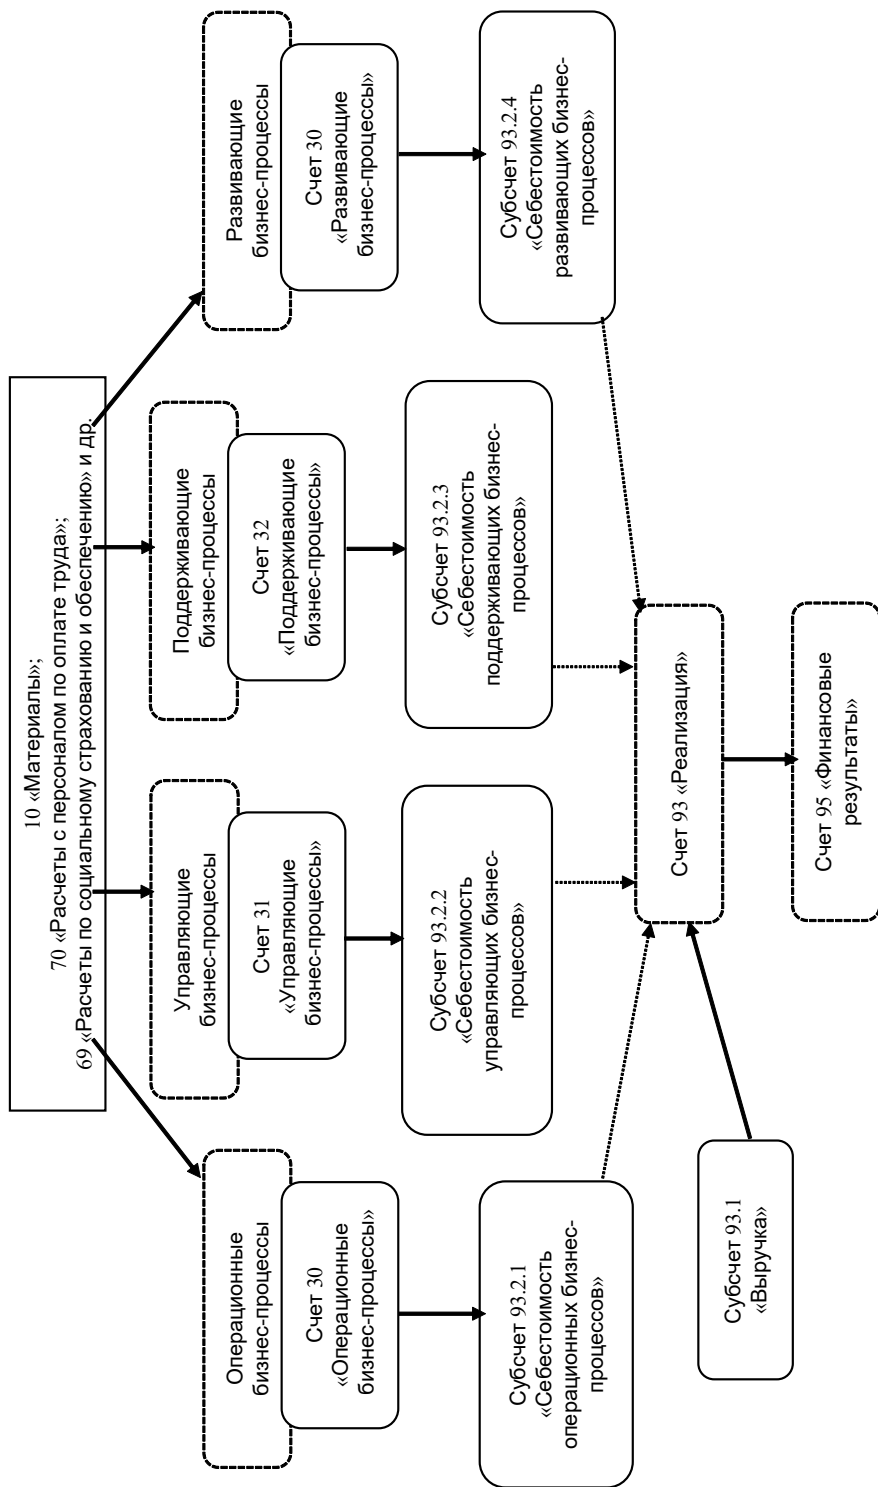 10 «Материалы»;
70 «Расчеты с персоналом по оплате труда»;
69 «Расчеты по социальному страхованию и обеспечению» и др.
Операционные
бизнес-процессы
Счет 30
«Операционные
бизнес-процессы»
Субсчет 93.2.1
«Себестоимость
операционных бизнес-
процессов»
Управляющие
бизнес-процессы
Счет 31
«Управляющие
бизнес-процессы»
Субсчет 93.2.2
«Себестоимость
управляющих бизнес-
процессов»
Поддерживающие
бизнес-процессы
Счет 32
«Поддерживающие
бизнес-процессы»
Субсчет 93.2.3
«Себестоимость
поддерживающих бизнес-
процессов»
Развивающие
бизнес-процессы
Счет 30
«Развивающие
бизнес-процессы»
Субсчет 93.2.4
«Себестоимость
развивающих бизнес-
процессов»
Субсчет 93.1
«Выручка»
Счет 93 «Реализация»
Счет 95 «Финансовые
результаты»